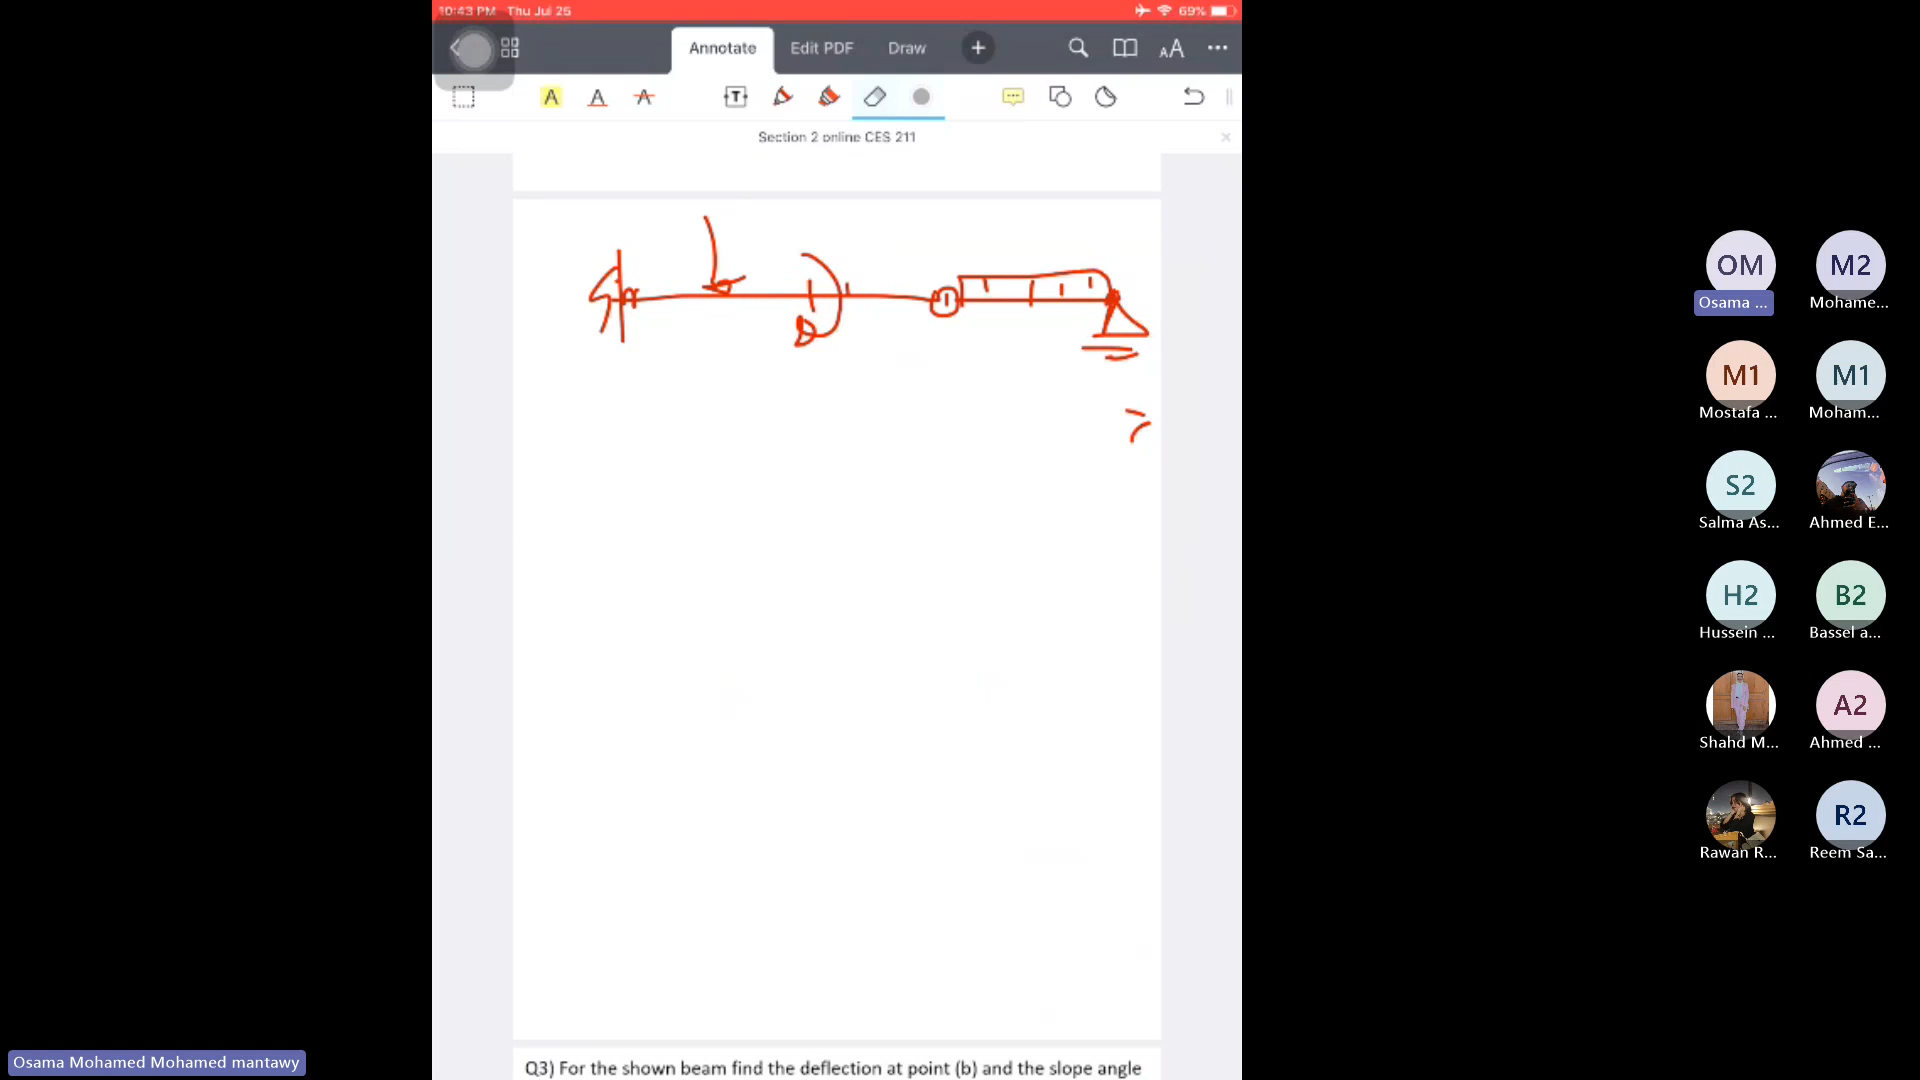 10:43 PM Thu Jul 25
69%
Annotate Edit PDF Draw
A A A T
Section 2 online CES 211
Q3) For the shown beam find the deflection at point (b) and the slope angle
OM M2
Osama ... Mohame...
M1 M1
Mostafa ... Moham...
S2
Salma As... Ahmed E...
H2 B2
Hussein ... Bassel a...
A2
Shahd M... Ahmed ...
R2
Rawan R... Reem Sa...
Osama Mohamed Mohamed mantawy